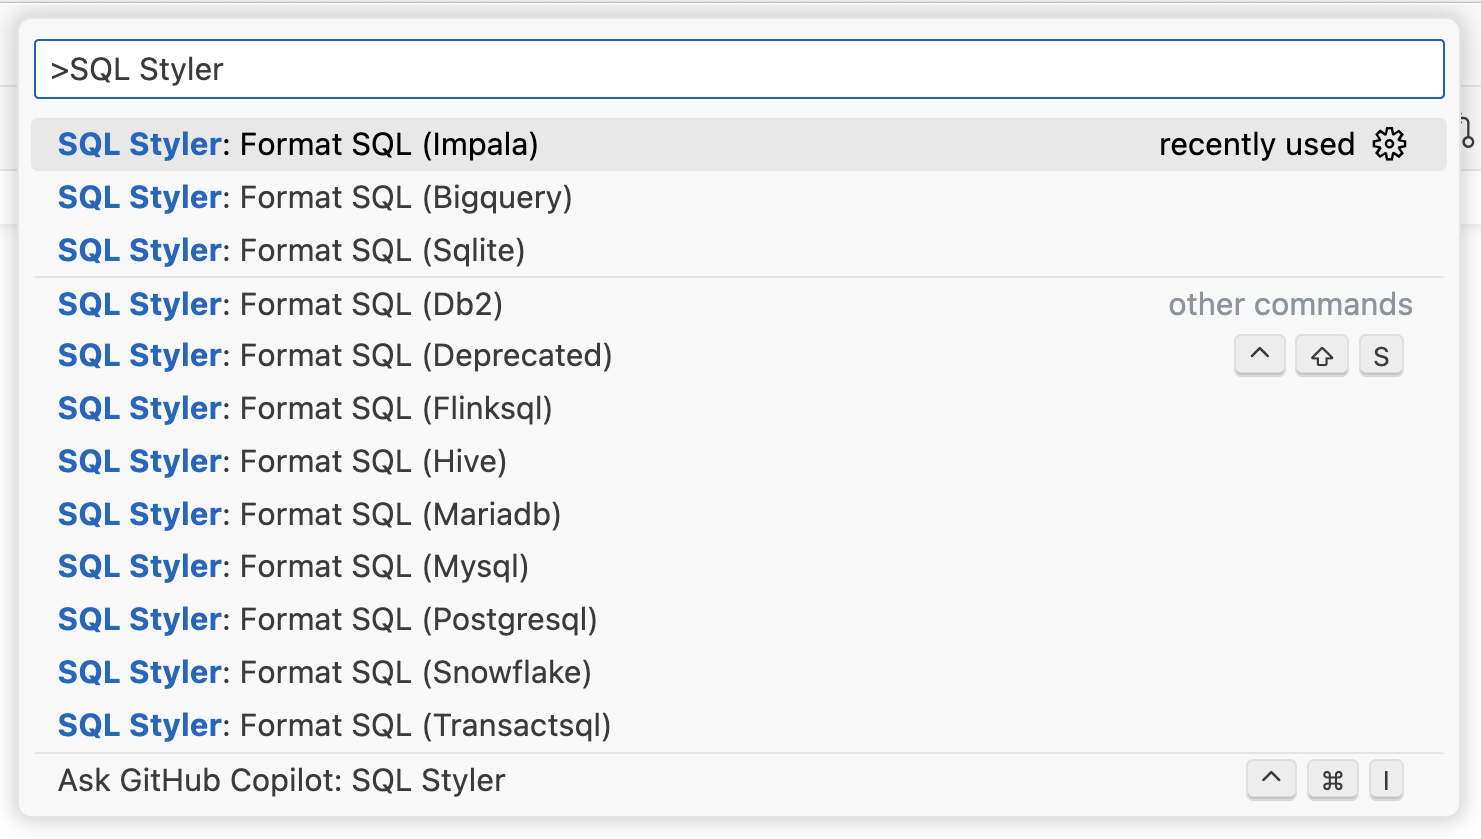 >SQL Styler
SQL Styler: Format SQL (Impala) recently used
SQL Styler: Format SQL (Bigquery)
SQL Styler: Format SQL (Sqlite)
SQL Styler: Format SQL (Db2) other commands
SQL Styler: Format SQL (Deprecated) ^ ⇧ S
SQL Styler: Format SQL (Flinksql)
SQL Styler: Format SQL (Hive)
SQL Styler: Format SQL (Mariadb)
SQL Styler: Format SQL (Mysql)
SQL Styler: Format SQL (Postgresql)
SQL Styler: Format SQL (Snowflake)
SQL Styler: Format SQL (Transactsql)
Ask GitHub Copilot: SQL Styler ^ ⌘ I